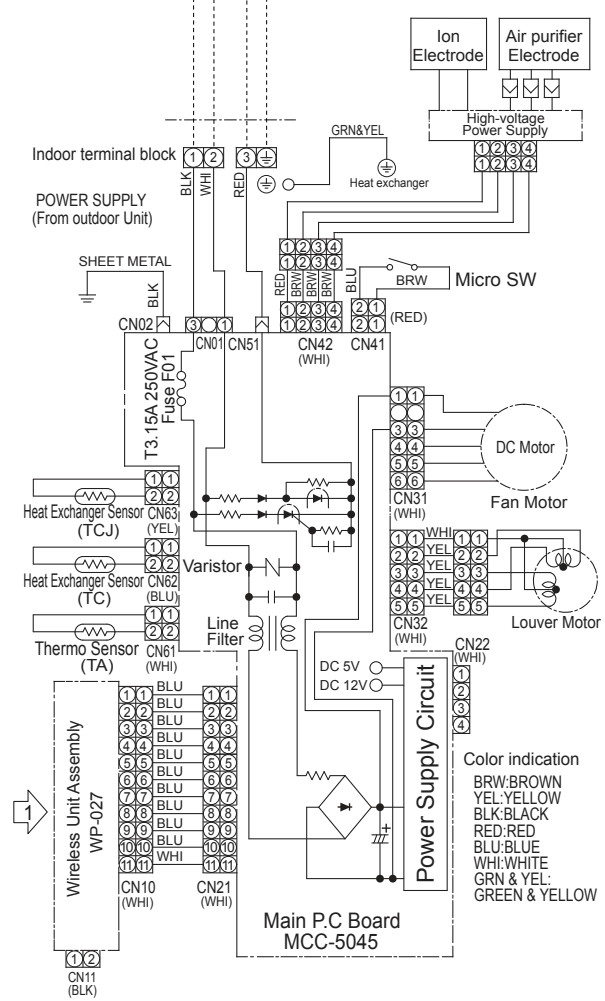 Ion
Electrode
Air purifier
Electrode
High-voltage
Power Supply
1 2 3 4
1 2 3 4
Indoor terminal block
1 2
3
GRN&YEL
Heat exchanger
BLK
WHI
RED
POWER SUPPLY
(From outdoor Unit)
SHEET METAL
BLK
1 2 3 4
1 2 3 4
RED
BRW
BRW
BRW
BLU
BRW
Micro SW
1 2 3 4
1 2 3 4
2 1
2 1
(RED)
CN02
3 1
CN01
CN51
CN42
(WHI)
CN41
T3.15A 250VAC
Fuse F01
1 1
3 3
4 4
5 5
6 6
CN31
(WHI)
DC Motor
Fan Motor
1 1
2 2
Heat Exchanger Sensor
(TCJ)
CN63
(YEL)
1 1
2 2
Heat Exchanger Sensor
(TC)
CN62
(BLU)
1 1
2 2
Thermo Sensor
(TA)
CN61
(WHI)
Varistor
Line
Filter
1 1 WHI 1 1
2 2 YEL 2 2
3 3 YEL 3 3
4 4 YEL 4 4
5 5 YEL 5 5
CN32
(WHI)
Louver Motor
CN22
(WHI)
1
2
3
4
DC 5V
DC 12V
Power Supply Circuit
1
Wireless Unit Assembly
WP-027
1 1 BLU 1 1
2 2 BLU 2 2
3 3 BLU 3 3
4 4 BLU 4 4
5 5 BLU 5 5
6 6 BLU 6 6
7 7 BLU 7 7
8 8 BLU 8 8
9 9 BLU 9 9
10 10 BLU 10 10
11 11 WHI 11 11
CN10
(WHI)
CN21
(WHI)
1 2
CN11
(BLK)
+
Main P.C Board
MCC-5045
Color indication
BRW:BROWN
YEL:YELLOW
BLK:BLACK
RED:RED
BLU:BLUE
WHI:WHITE
GRN & YEL:
GREEN & YELLOW